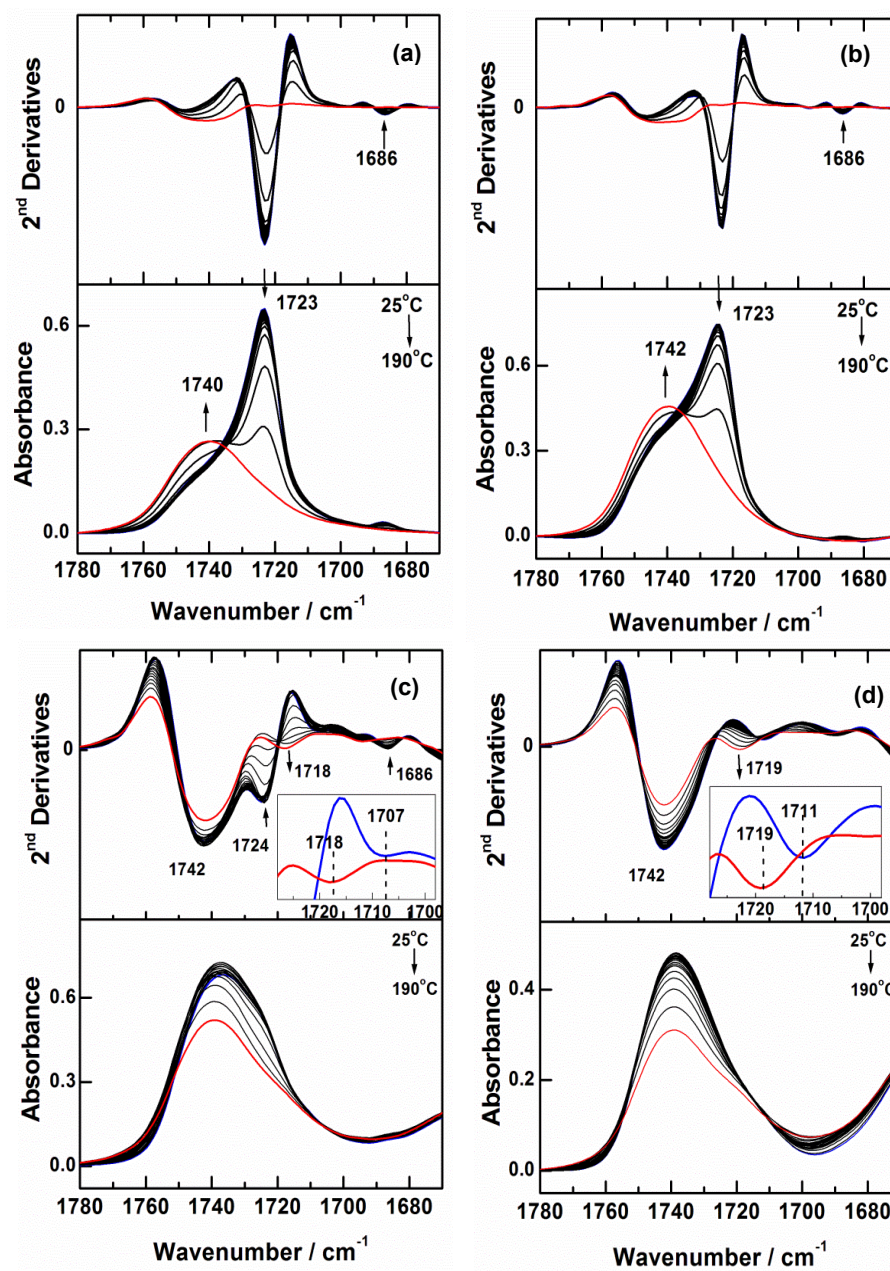 (a)
2nd Derivatives
0
1686
1723
25°C
190°C
1740
Absorbance
0.6
0.3
0.0
1780 1760 1740 1720 1700 1680
Wavenumber / cm-1
(b)
2nd Derivatives
0
1686
1723
25°C
190°C
1742
Absorbance
0.6
0.3
0.0
1780 1760 1740 1720 1700 1680
Wavenumber / cm-1
(c)
2nd Derivatives
0
1718
1686
1742
1724
1718
1707
1720 1710 1700
25°C
190°C
Absorbance
0.6
0.3
0.0
1780 1760 1740 1720 1700 1680
Wavenumber / cm-1
(d)
2nd Derivatives
0
1719
1742
1711
1719
1720 1710 1700
25°C
190°C
Absorbance
0.4
0.2
0.0
1780 1760 1740 1720 1700 1680
Wavenumber / cm-1